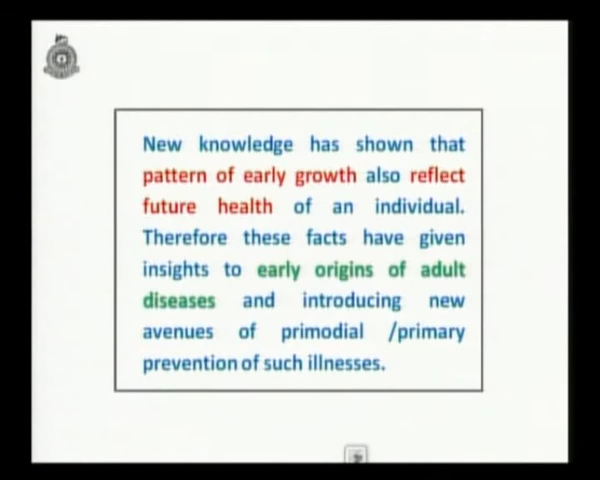 New knowledge has shown that
pattern of early growth also reflect
future health of an individual.
Therefore these facts have given
insights to early origins of adult
diseases and introducing new
avenues of primodial /primary
prevention of such illnesses.